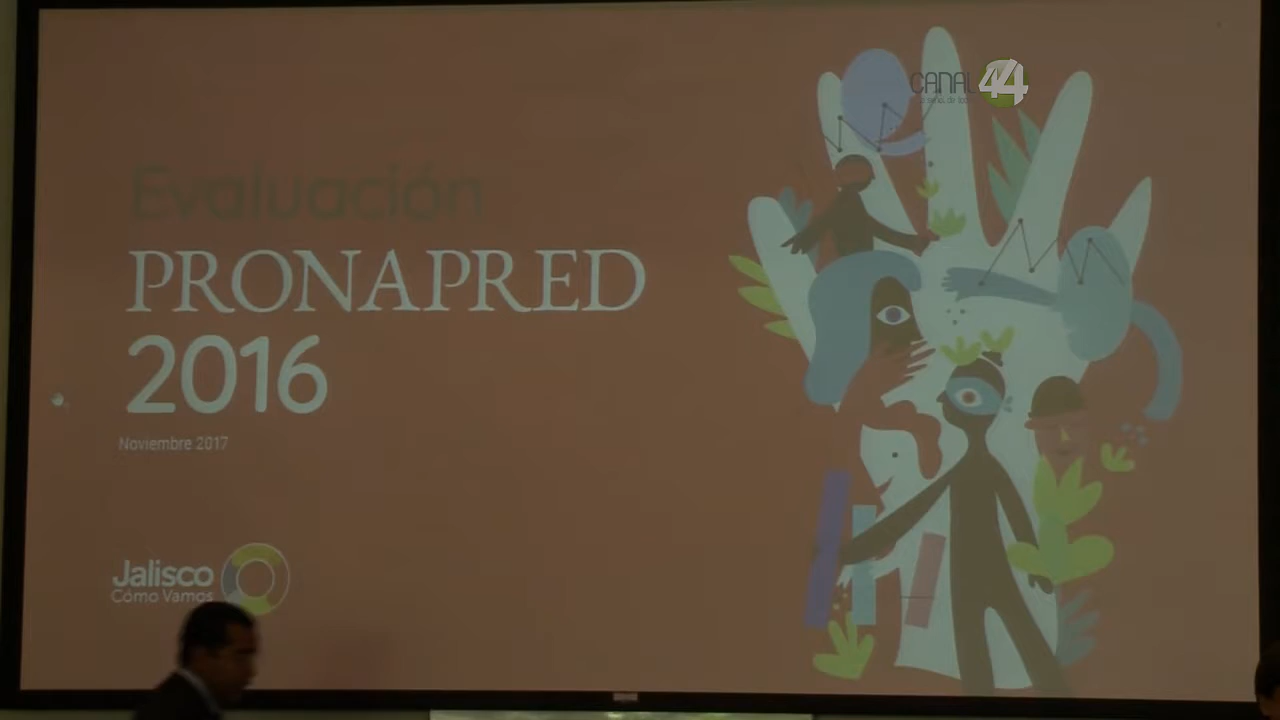 CANAL 44
Evaluación
PRONAPRED
2016
Noviembre 2017
Jalisco
Cómo Vamos